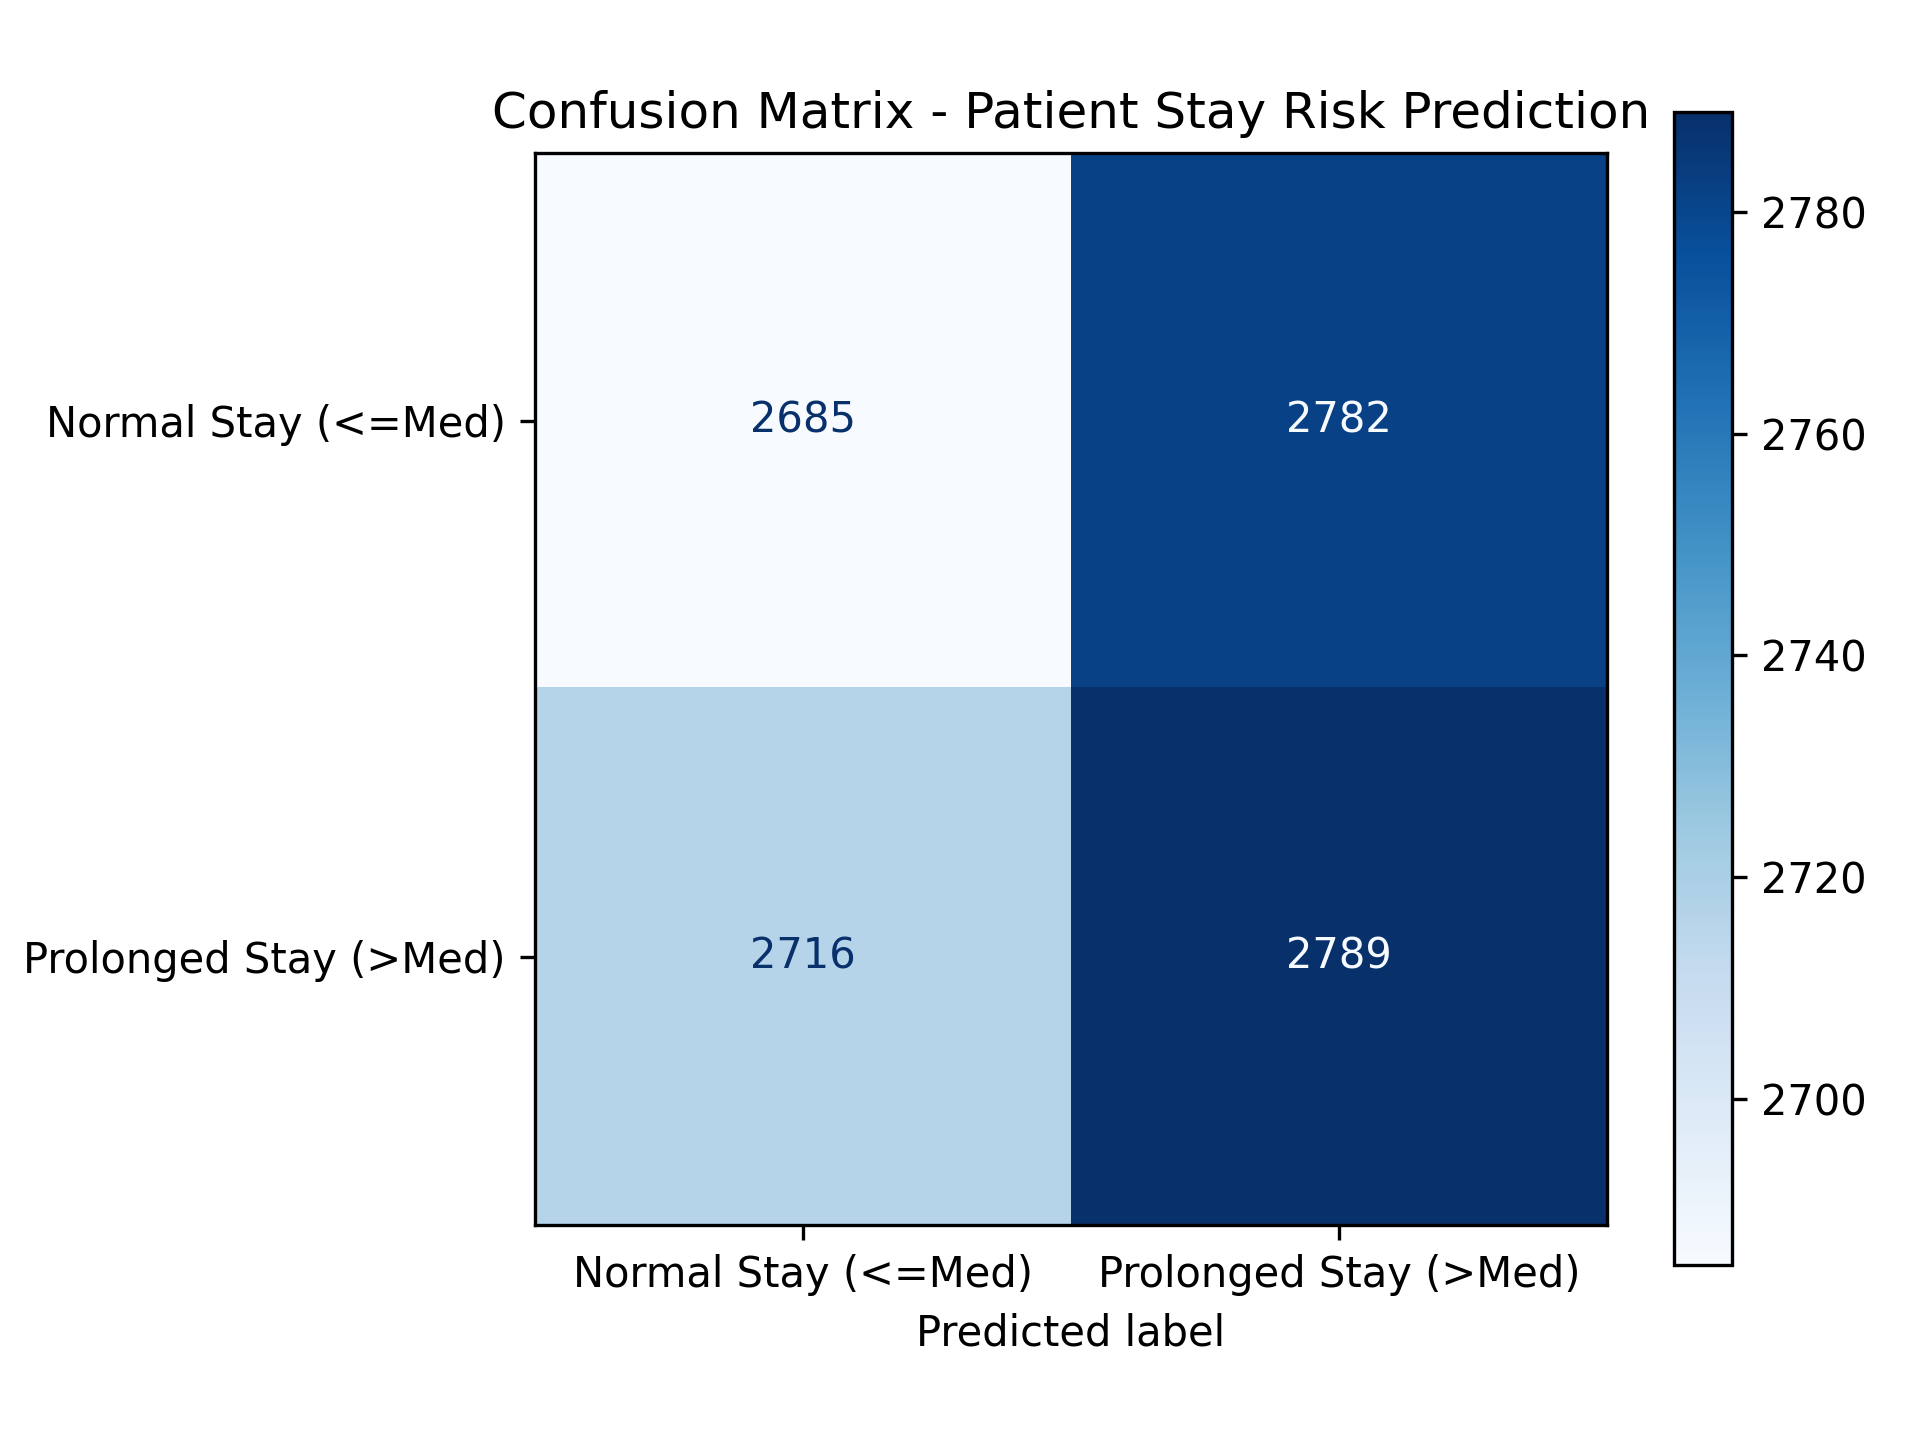 Confusion Matrix - Patient Stay Risk Prediction
2780
2760
2740
2720
2700
Normal Stay (<=Med)
2685
2782
Prolonged Stay (>Med)
2716
2789
Normal Stay (<=Med)
Prolonged Stay (>Med)
Predicted label